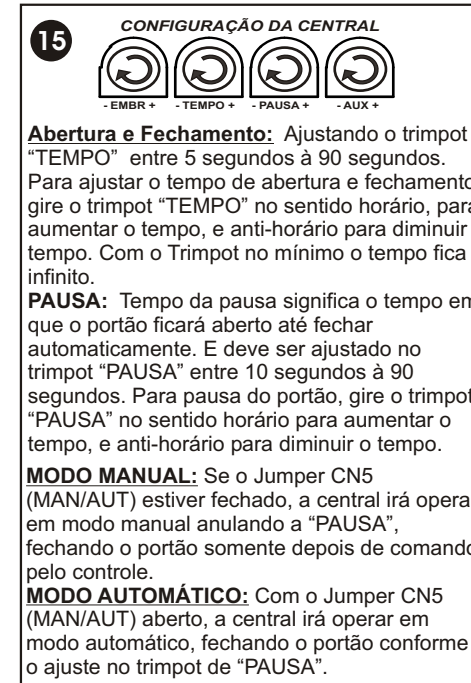 15
CONFIGURAÇÃO DA CENTRAL
- EMBR + - TEMPO + - PAUSA + - AUX +
Abertura e Fechamento: Ajustando o trimpot
“TEMPO” entre 5 segundos à 90 segundos.
Para ajustar o tempo de abertura e fechamento
gire o trimpot “TEMPO” no sentido horário, para
aumentar o tempo, e anti-horário para diminuir
tempo. Com o Trimpot no mínimo o tempo fica
infinito.
PAUSA: Tempo da pausa significa o tempo em
que o portão ficará aberto até fechar
automaticamente. E deve ser ajustado no
trimpot “PAUSA” entre 10 segundos à 90
segundos. Para pausa do portão, gire o trimpot
“PAUSA” no sentido horário para aumentar o
tempo, e anti-horário para diminuir o tempo.
MODO MANUAL: Se o Jumper CN5
(MAN/AUT) estiver fechado, a central irá opera
em modo manual anulando a “PAUSA”,
fechando o portão somente depois de comando
pelo controle.
MODO AUTOMÁTICO: Com o Jumper CN5
(MAN/AUT) aberto, a central irá operar em
modo automático, fechando o portão conforme
o ajuste no trimpot de “PAUSA”.